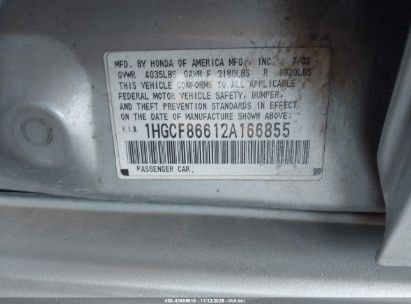 MFD. BY HONDA OF AMERICA MFG., INC. 7/02
GVWR 4035LBS GAWR F 2180LBS R 1920LBS
THIS VEHICLE CONFORMS TO ALL APPLICABLE
FEDERAL MOTOR VEHICLE SAFETY, BUMPER,
AND THEFT PREVENTION STANDARDS IN EFFECT
ON THE DATE OF MANUFACTURE SHOWN ABOVE.
V.I.N. 1HGCF86612A166855
PASSENGER CAR